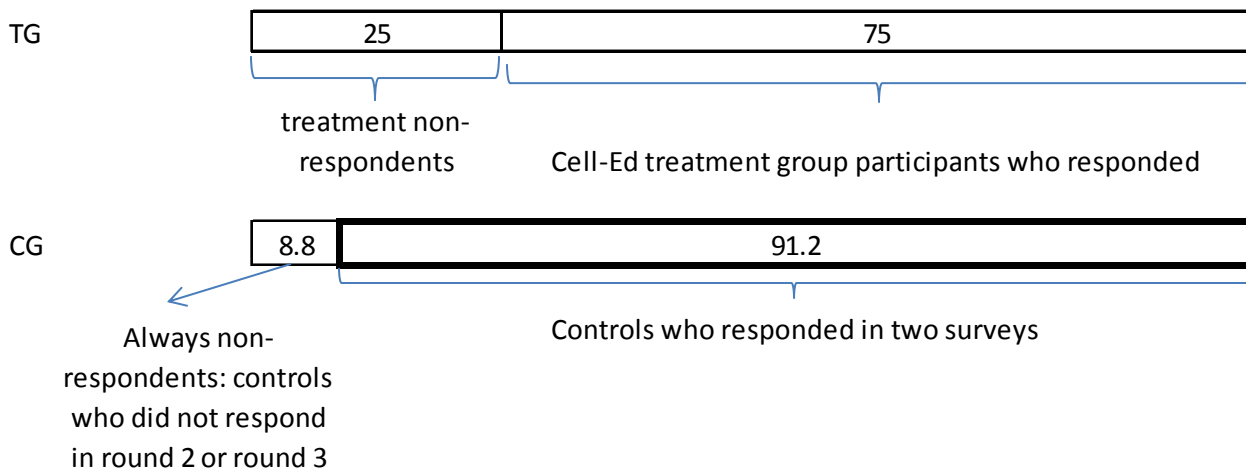 TG
25
75
treatment non-
respondents
Cell-Ed treatment group participants who responded
CG
8.8
91.2
Always non-
respondents: controls
who did not respond
in round 2 or round 3
Controls who responded in two surveys